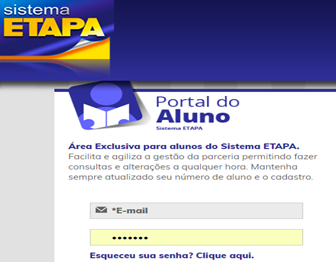 sistema
ETAPA
Portal do
Aluno
Sistema ETAPA
Área Exclusiva para alunos do Sistema ETAPA.
Facilita e agiliza a gestão da parceria permitindo fazer
consultas e alterações a qualquer hora. Mantenha
sempre atualizado seu número de aluno e o cadastro.
*E-mail
•••••••
Esqueceu sua senha? Clique aqui.